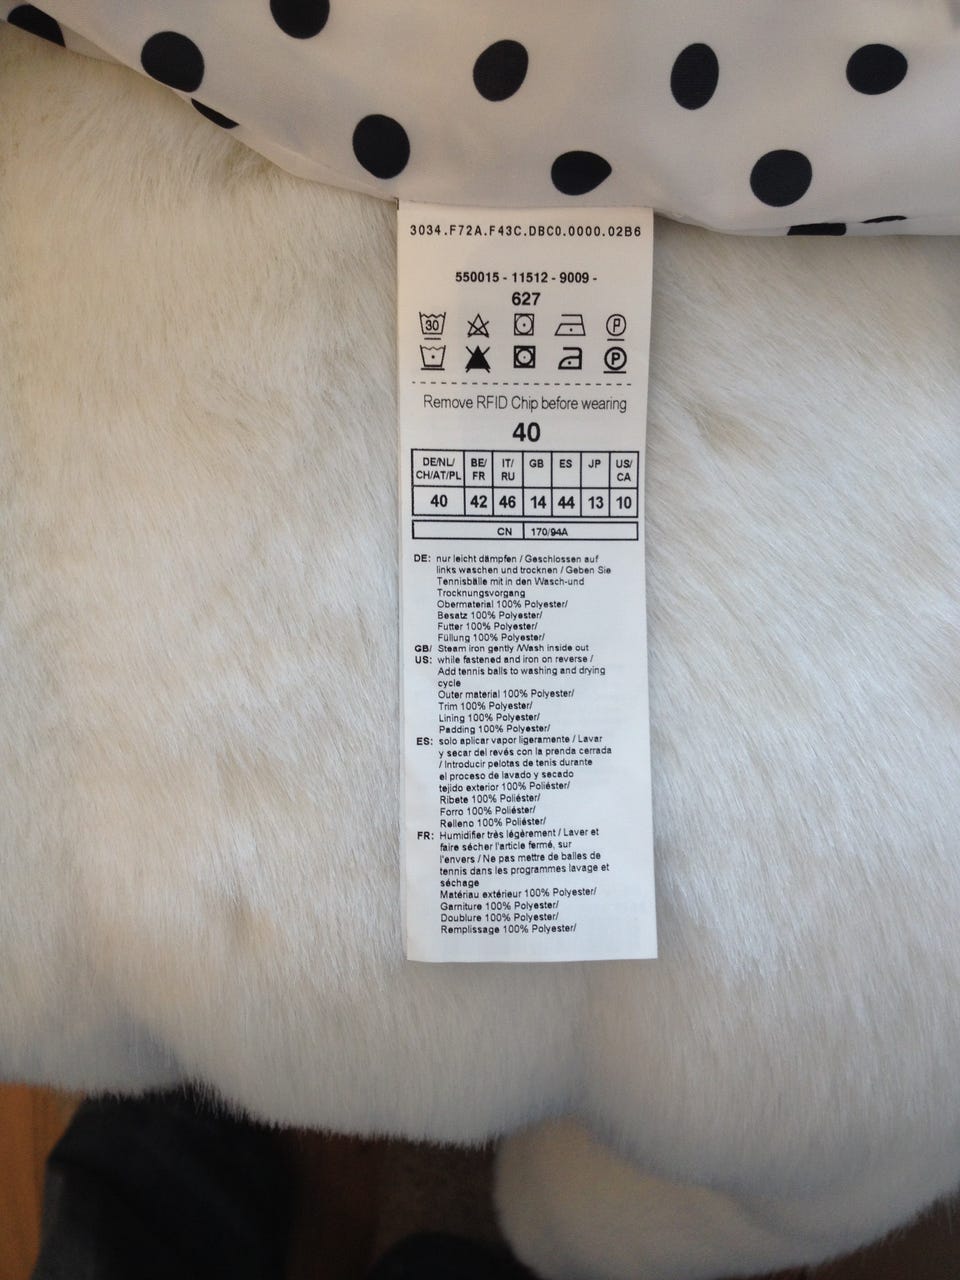 3034.F72A.F43C.DBC0.0000.02B6
550015 - 11512 - 9009 -
627
30 P
P
Remove RFID Chip before wearing
40
DE/NL/CH/AT/PL BE/FR IT/RU GB ES JP US/CA
40 42 46 14 44 13 10
CN 170/94A
DE: nur leicht dämpfen / Geschlossen auf
links waschen und trocknen / Geben Sie
Tennisbälle mit in den Wasch-und
Trocknungsvorgang
Obermaterial 100% Polyester/
Besatz 100% Polyester/
Futter 100% Polyester/
Füllung 100% Polyester/
GB/ Steam iron gently /Wash inside out
US: while fastened and iron on reverse /
Add tennis balls to washing and drying
cycle
Outer material 100% Polyester/
Trim 100% Polyester/
Lining 100% Polyester/
Padding 100% Polyester/
ES: solo aplicar vapor ligeramente / Lavar
y secar del revés con la prenda cerrada
/ Introducir pelotas de tenis durante
el proceso de lavado y secado
tejido exterior 100% Poliéster/
Ribete 100% Poliéster/
Forro 100% Poliéster/
Relleno 100% Poliéster/
FR: Humidifier très légèrement / Laver et
faire sécher l'article fermé, sur
l'envers / Ne pas mettre de balles de
tennis dans les programmes lavage et
séchage
Matériau extérieur 100% Polyester/
Garniture 100% Polyester/
Doublure 100% Polyester/
Remplissage 100% Polyester/